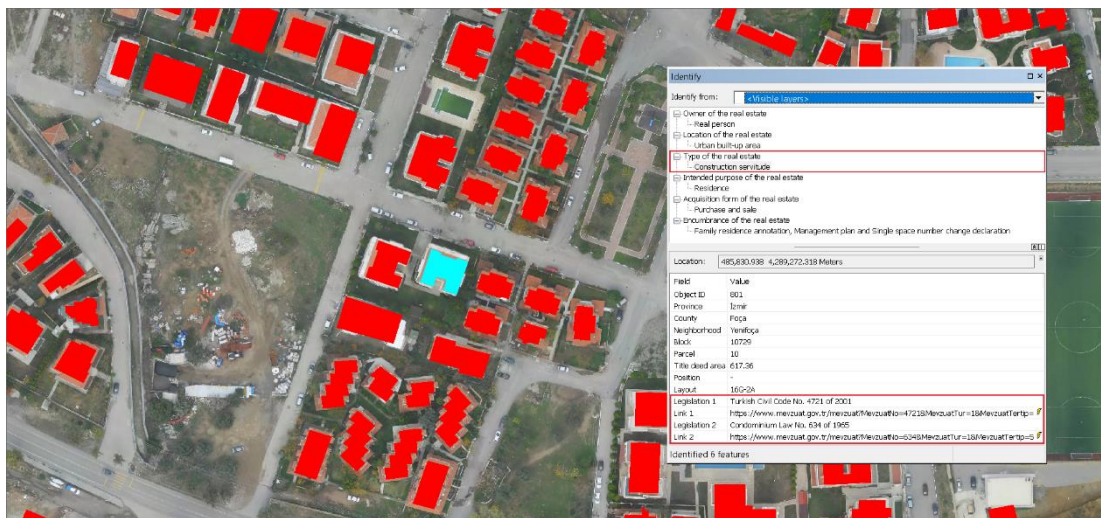 Identify
Identify from: <Visible layers>
Owner of the real estate
Real person
Location of the real estate
Urban built-up area
Type of the real estate
Construction servitude
Intended purpose of the real estate
Residence
Acquisition form of the real estate
Purchase and sale
Encumbrance of the real estate
Family residence annotation, Management plan and Single space number change declaration
Location: 485,830.938 4,289,272.318 Meters
Field Value
Object ID 801
Province İzmir
County Foça
Neighborhood Yenifoça
Block 10729
Parcel 10
Title deed area 617.36
Position -
Layout 16G-2A
Legislation 1 Turkish Civil Code No. 4721 of 2001
Link 1 https://www.mevzuat.gov.tr/mevzuat?MevzuatNo=4721&MevzuatTur=1&MevzuatTertip=
Legislation 2 Condominium Law No. 634 of 1965
Link 2 https://www.mevzuat.gov.tr/mevzuat?MevzuatNo=634&MevzuatTur=1&MevzuatTertip=5
Identified 6 features